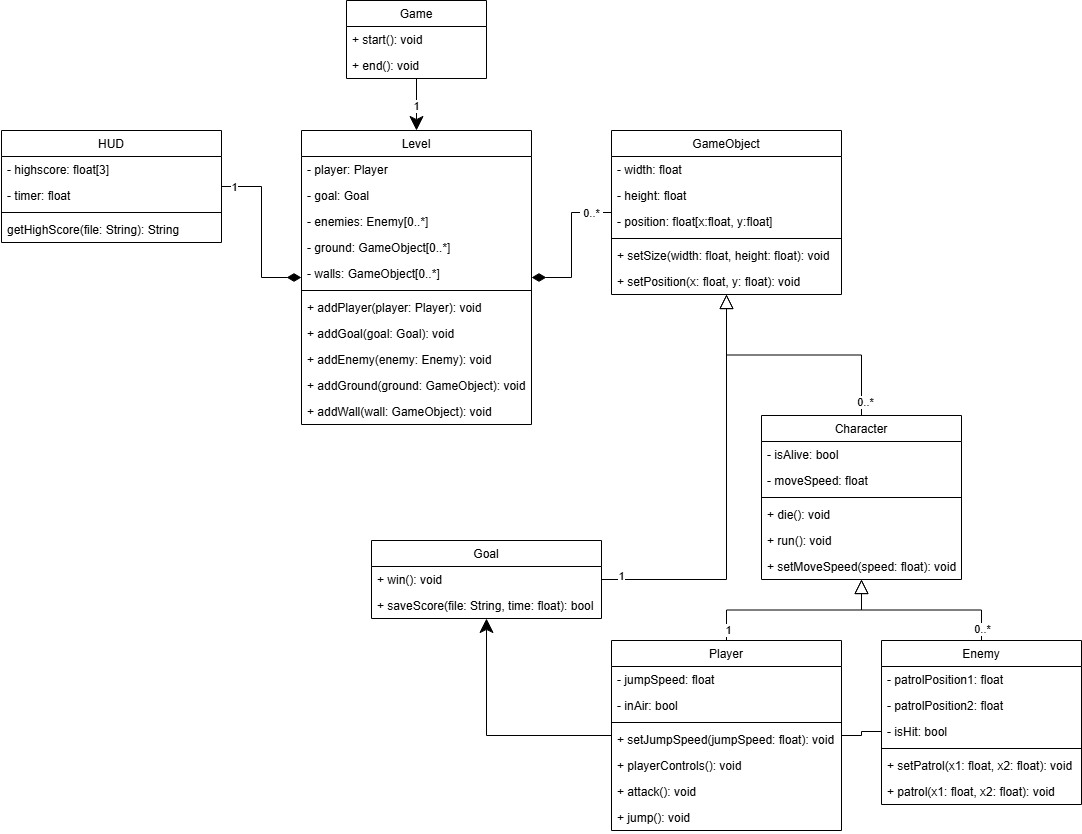 Game
+ start(): void
+ end(): void
1
HUD
- highscore: float[3]
- timer: float
getHighScore(file: String): String
1
Level
- player: Player
- goal: Goal
- enemies: Enemy[0..*]
- ground: GameObject[0..*]
- walls: GameObject[0..*]
+ addPlayer(player: Player): void
+ addGoal(goal: Goal): void
+ addEnemy(enemy: Enemy): void
+ addGround(ground: GameObject): void
+ addWall(wall: GameObject): void
0..*
GameObject
- width: float
- height: float
- position: float[x:float, y:float]
+ setSize(width: float, height: float): void
+ setPosition(x: float, y: float): void
0..*
Character
- isAlive: bool
- moveSpeed: float
+ die(): void
+ run(): void
+ setMoveSpeed(speed: float): void
Goal
+ win(): void
+ saveScore(file: String, time: float): bool
1
1
Player
- jumpSpeed: float
- inAir: bool
+ setJumpSpeed(jumpSpeed: float): void
+ playerControls(): void
+ attack(): void
+ jump(): void
0..*
Enemy
- patrolPosition1: float
- patrolPosition2: float
- isHit: bool
+ setPatrol(x1: float, x2: float): void
+ patrol(x1: float, x2: float): void